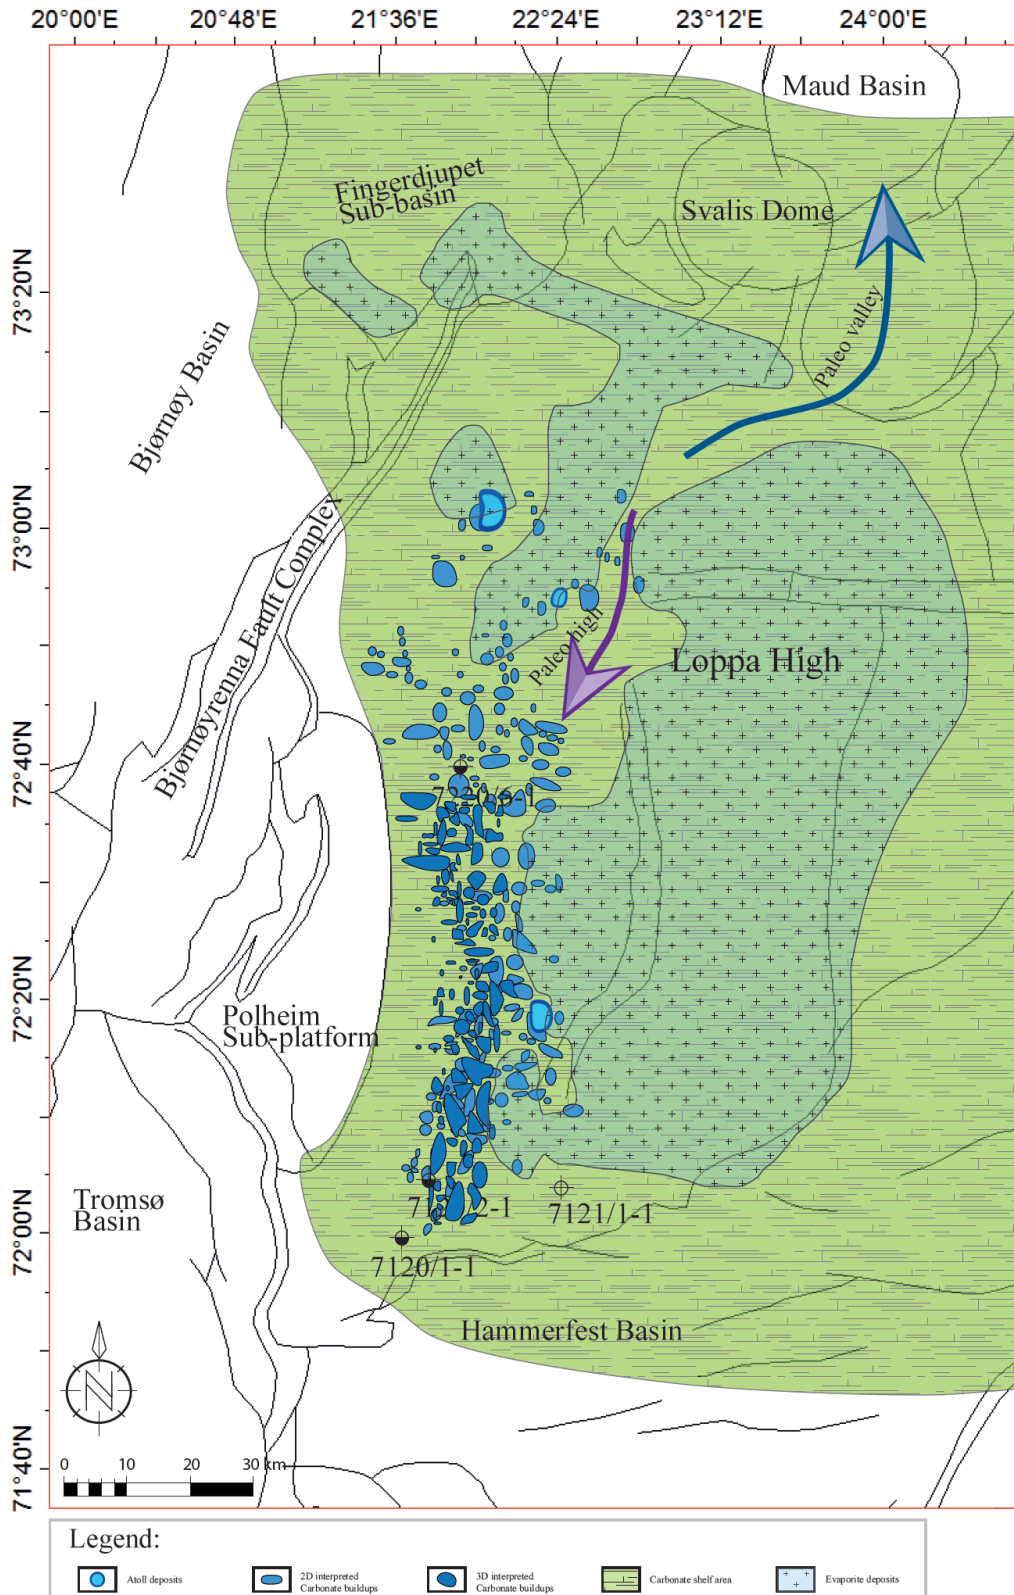 20°00'E 20°48'E 21°36'E 22°24'E 23°12'E 24°00'E
Maud Basin
Fingerdjupet
Sub-basin
Svalis Dome
73°20'N
Paleo valley
Bjørnøy Basin
73°00'N
Bjørnøyrenna Fault Complex
Paleo high
Loppa High
72°40'N
7220/6-1
72°20'N
Polheim
Sub-platform
Tromsø
Basin
72°00'N
7121/1-1
7120/1-1
Hammerfest Basin
N
71°40'N
0 10 20 30 km
Legend:
Atoll deposits
2D interpreted
Carbonate buildups
3D interpreted
Carbonate buildups
Carbonate shelf area
Evaporite deposits